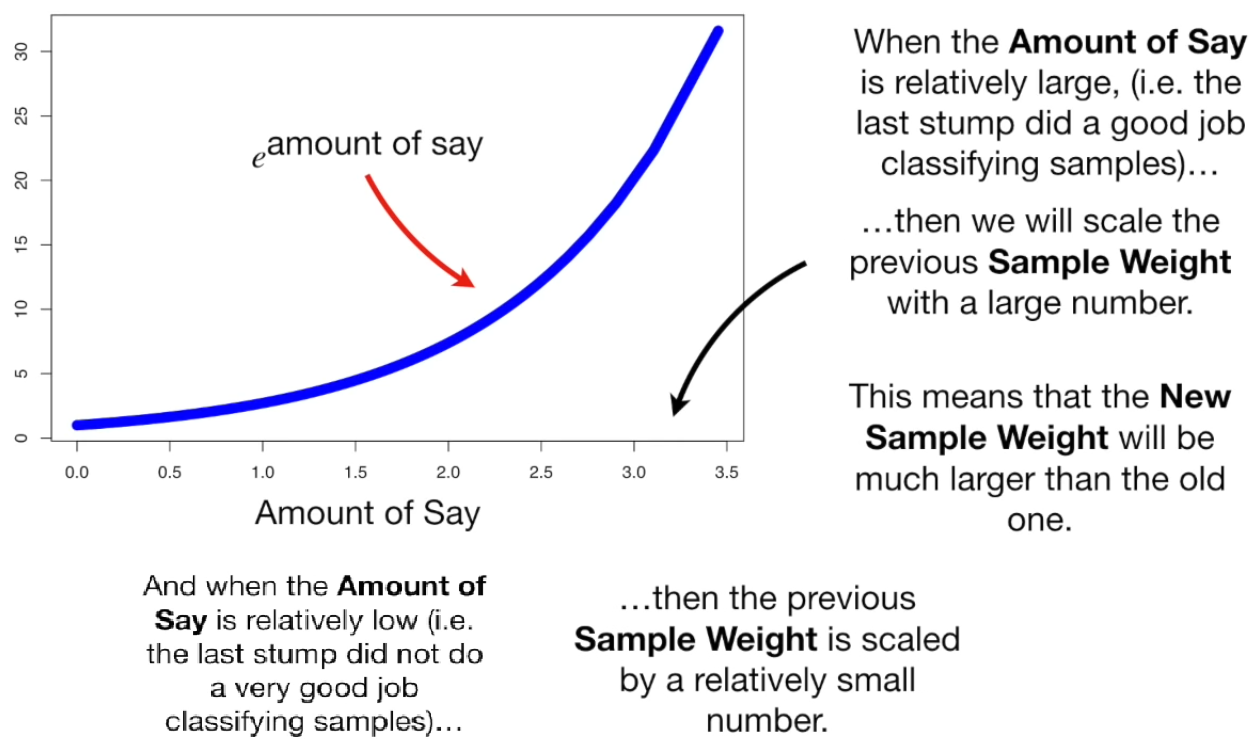 30
25
20
15
10
5
0
e^amount of say
0.0 0.5 1.0 1.5 2.0 2.5 3.0 3.5
Amount of Say
When the Amount of Say
is relatively large, (i.e. the
last stump did a good job
classifying samples)…
…then we will scale the
previous Sample Weight
with a large number.
This means that the New
Sample Weight will be
much larger than the old
one.
And when the Amount of
Say is relatively low (i.e.
the last stump did not do
a very good job
classifying samples)…
…then the previous
Sample Weight is scaled
by a relatively small
number.